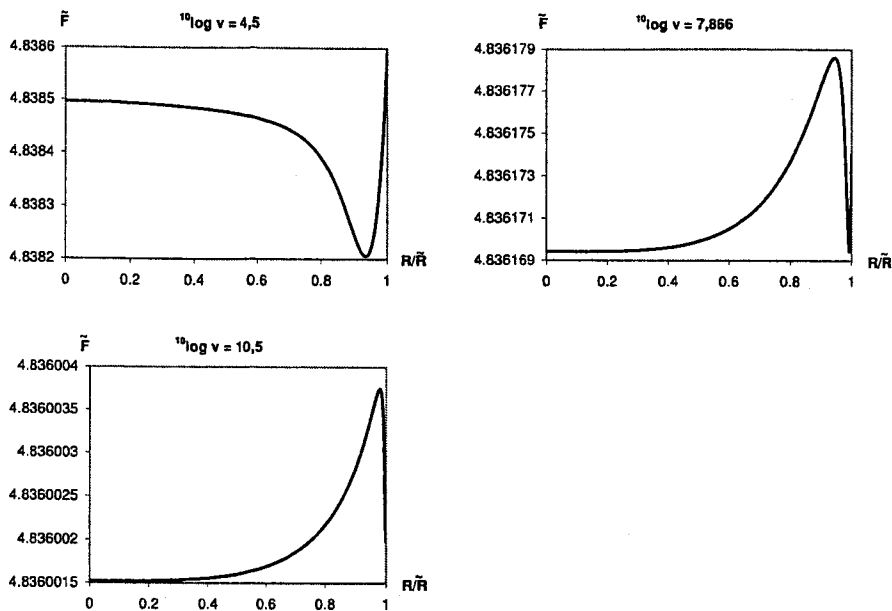 F̃ ¹⁰log v = 4,5
4.8386
4.8385
4.8384
4.8383
4.8382
0 0.2 0.4 0.6 0.8 1 R/R̃
F̃ ¹⁰log v = 7,866
4.836179
4.836177
4.836175
4.836173
4.836171
4.836169
0 0.2 0.4 0.6 0.8 1 R/R̃
F̃ ¹⁰log v = 10,5
4.836004
4.8360035
4.836003
4.8360025
4.836002
4.8360015
0 0.2 0.4 0.6 0.8 1 R/R̃